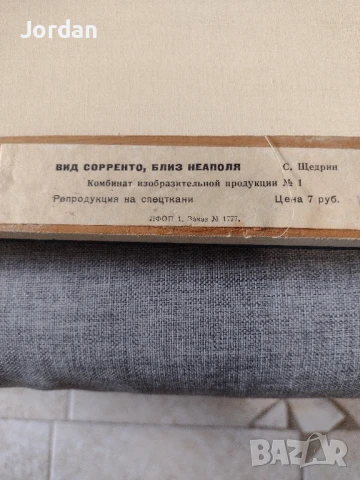 Jordan
ВИД СОРРЕНТО, БЛИЗ НЕАПОЛЯ С. Щедрин
Комбинат изобразительной продукции № 1
Репродукция на спецткани Цена 7 руб.
ЛФОП 1. Заказ № 1777.
BAZAR